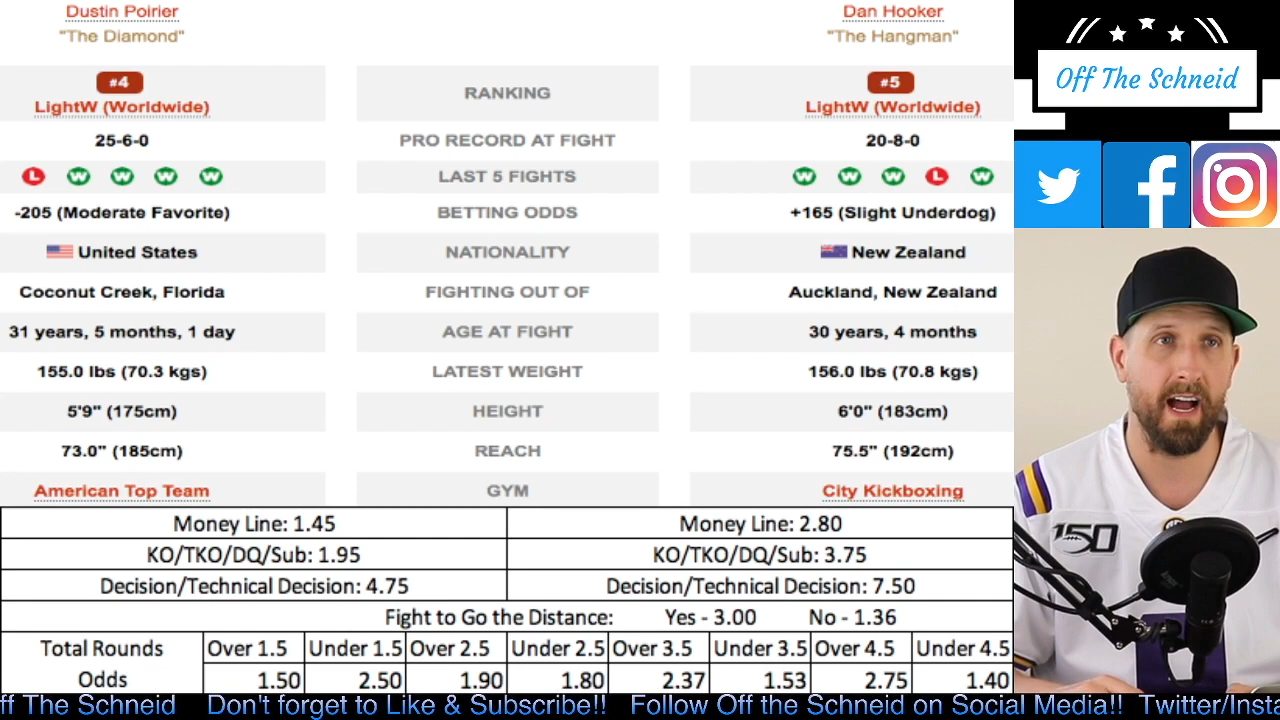 Dustin Poirier
Dan Hooker
"The Diamond"
"The Hangman"
#4
LightW (Worldwide)
RANKING
#5
LightW (Worldwide)
25-6-0
PRO RECORD AT FIGHT
20-8-0
L W W W W
LAST 5 FIGHTS
W W W L W
-205 (Moderate Favorite)
BETTING ODDS
+165 (Slight Underdog)
United States
NATIONALITY
New Zealand
Coconut Creek, Florida
FIGHTING OUT OF
Auckland, New Zealand
31 years, 5 months, 1 day
AGE AT FIGHT
30 years, 4 months
155.0 lbs (70.3 kgs)
LATEST WEIGHT
156.0 lbs (70.8 kgs)
5'9" (175cm)
HEIGHT
6'0" (183cm)
73.0" (185cm)
REACH
75.5" (192cm)
American Top Team
GYM
City Kickboxing
Money Line: 1.45
Money Line: 2.80
KO/TKO/DQ/Sub: 1.95
KO/TKO/DQ/Sub: 3.75
Decision/Technical Decision: 4.75
Decision/Technical Decision: 7.50
Fight to Go the Distance: Yes - 3.00 No - 1.36
Total Rounds Over 1.5 Under 1.5 Over 2.5 Under 2.5 Over 3.5 Under 3.5 Over 4.5 Under 4.5
Odds 1.50 2.50 1.90 1.80 2.37 1.53 2.75 1.40
Off The Schneid
150
ff The Schneid Don't forget to Like & Subscribe!! Follow Off the Schneid on Social Media!! Twitter/Insta